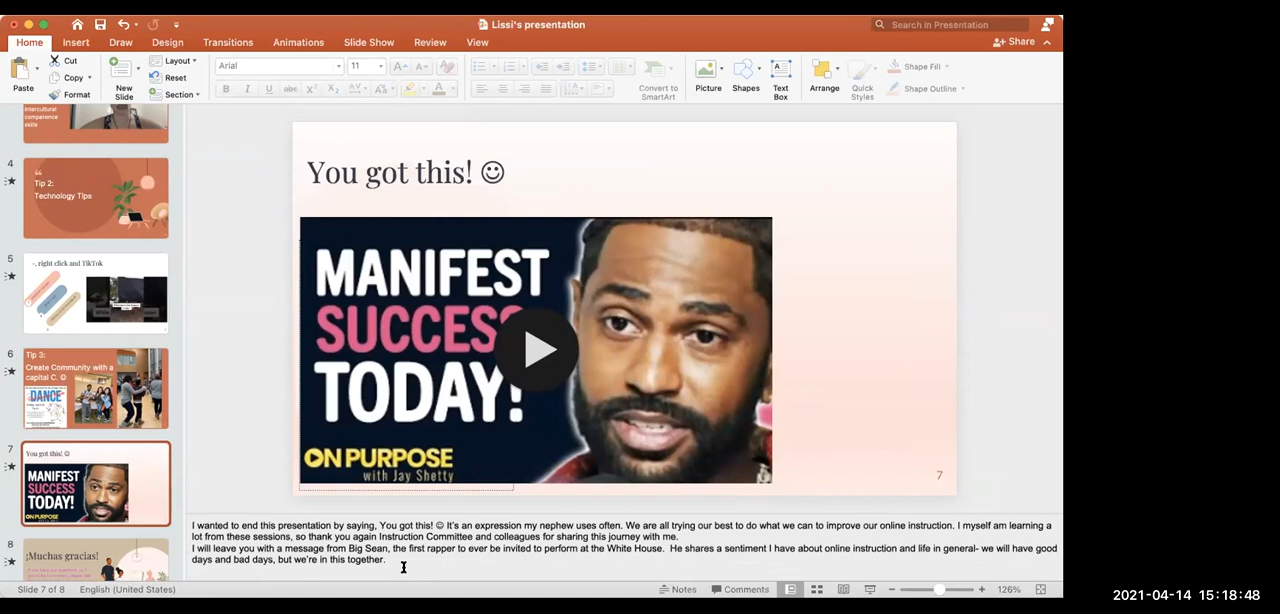 Lissi's presentation
Search in Presentation
Home Insert Draw Design Transitions Animations Slide Show Review View
Share
Paste
Cut
Copy
Format
New Slide
Layout
Reset
Section
Arial 11
Convert to SmartArt
Picture
Shapes
Text Box
Arrange
Quick Styles
Shape Fill
Shape Outline
intercultural
competence
skills
4
Tip 2:
Technology Tips
5
-, right click and TikTok
6
Tip 3:
Create Community with a
capital C. ☺
DANCE
7
You got this! ☺
MANIFEST
SUCCESS
TODAY!
ON PURPOSE
8
¡Muchas gracias!
You got this! ☺
MANIFEST
SUCCESS
TODAY!
ON PURPOSE
with Jay Shetty
7
I wanted to end this presentation by saying, You got this! ☺ It's an expression my nephew uses often. We are all trying our best to do what we can to improve our online instruction. I myself am learning a
lot from these sessions, so thank you again Instruction Committee and colleagues for sharing this journey with me.
I will leave you with a message from Big Sean, the first rapper to ever be invited to perform at the White House. He shares a sentiment I have about online instruction and life in general- we will have good
days and bad days, but we're in this together.
Slide 7 of 8 English (United States)
Notes Comments 126%
2021-04-14 15:18:48